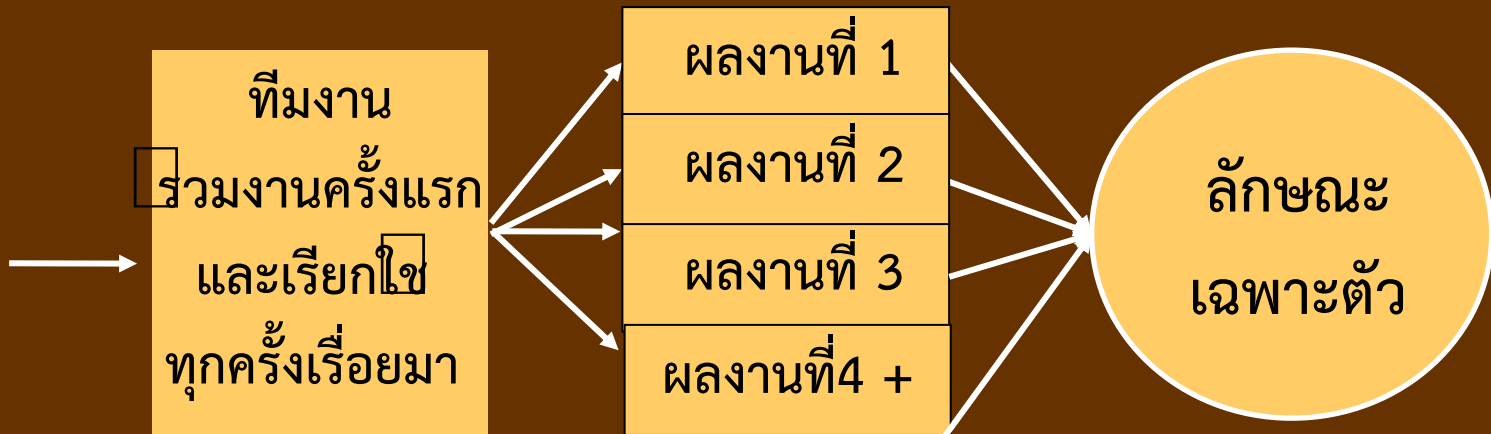 ทีมงาน
รวมงานครั้งแรก
และเรียกใช
ทุกครั้งเรื่อยมา
ผลงานที่ 1
ผลงานที่ 2
ผลงานที่ 3
ผลงานที่4 +
ลักษณะ
เฉพาะตัว